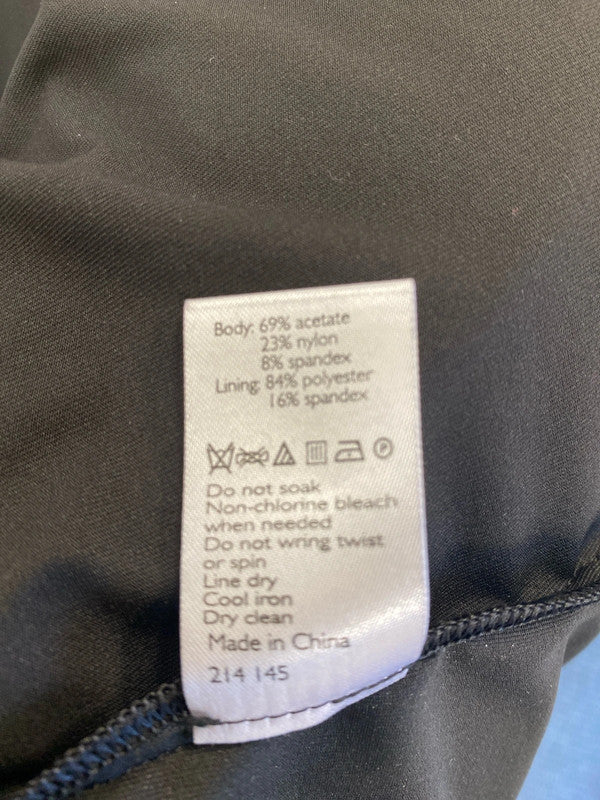 Body: 69% acetate
23% nylon
8% spandex
Lining: 84% polyester
16% spandex
P
Do not soak
Non-chlorine bleach
when needed
Do not wring twist
or spin
Line dry
Cool iron
Dry clean
Made in China
214 145